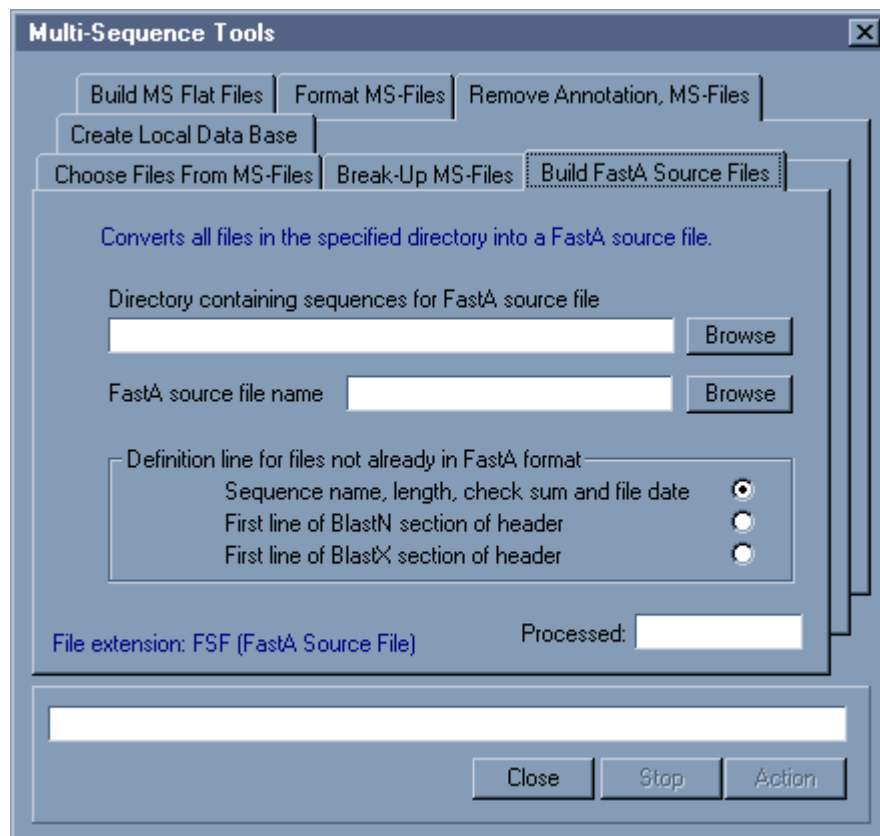 Multi-Sequence Tools
Build MS Flat Files Format MS-Files Remove Annotation, MS-Files
Create Local Data Base
Choose Files From MS-Files Break-Up MS-Files Build FastA Source Files
Converts all files in the specified directory into a FastA source file.
Directory containing sequences for FastA source file
Browse
FastA source file name Browse
Definition line for files not already in FastA format
Sequence name, length, check sum and file date
First line of BlastN section of header
First line of BlastX section of header
File extension: FSF (FastA Source File) Processed:
Close Stop Action